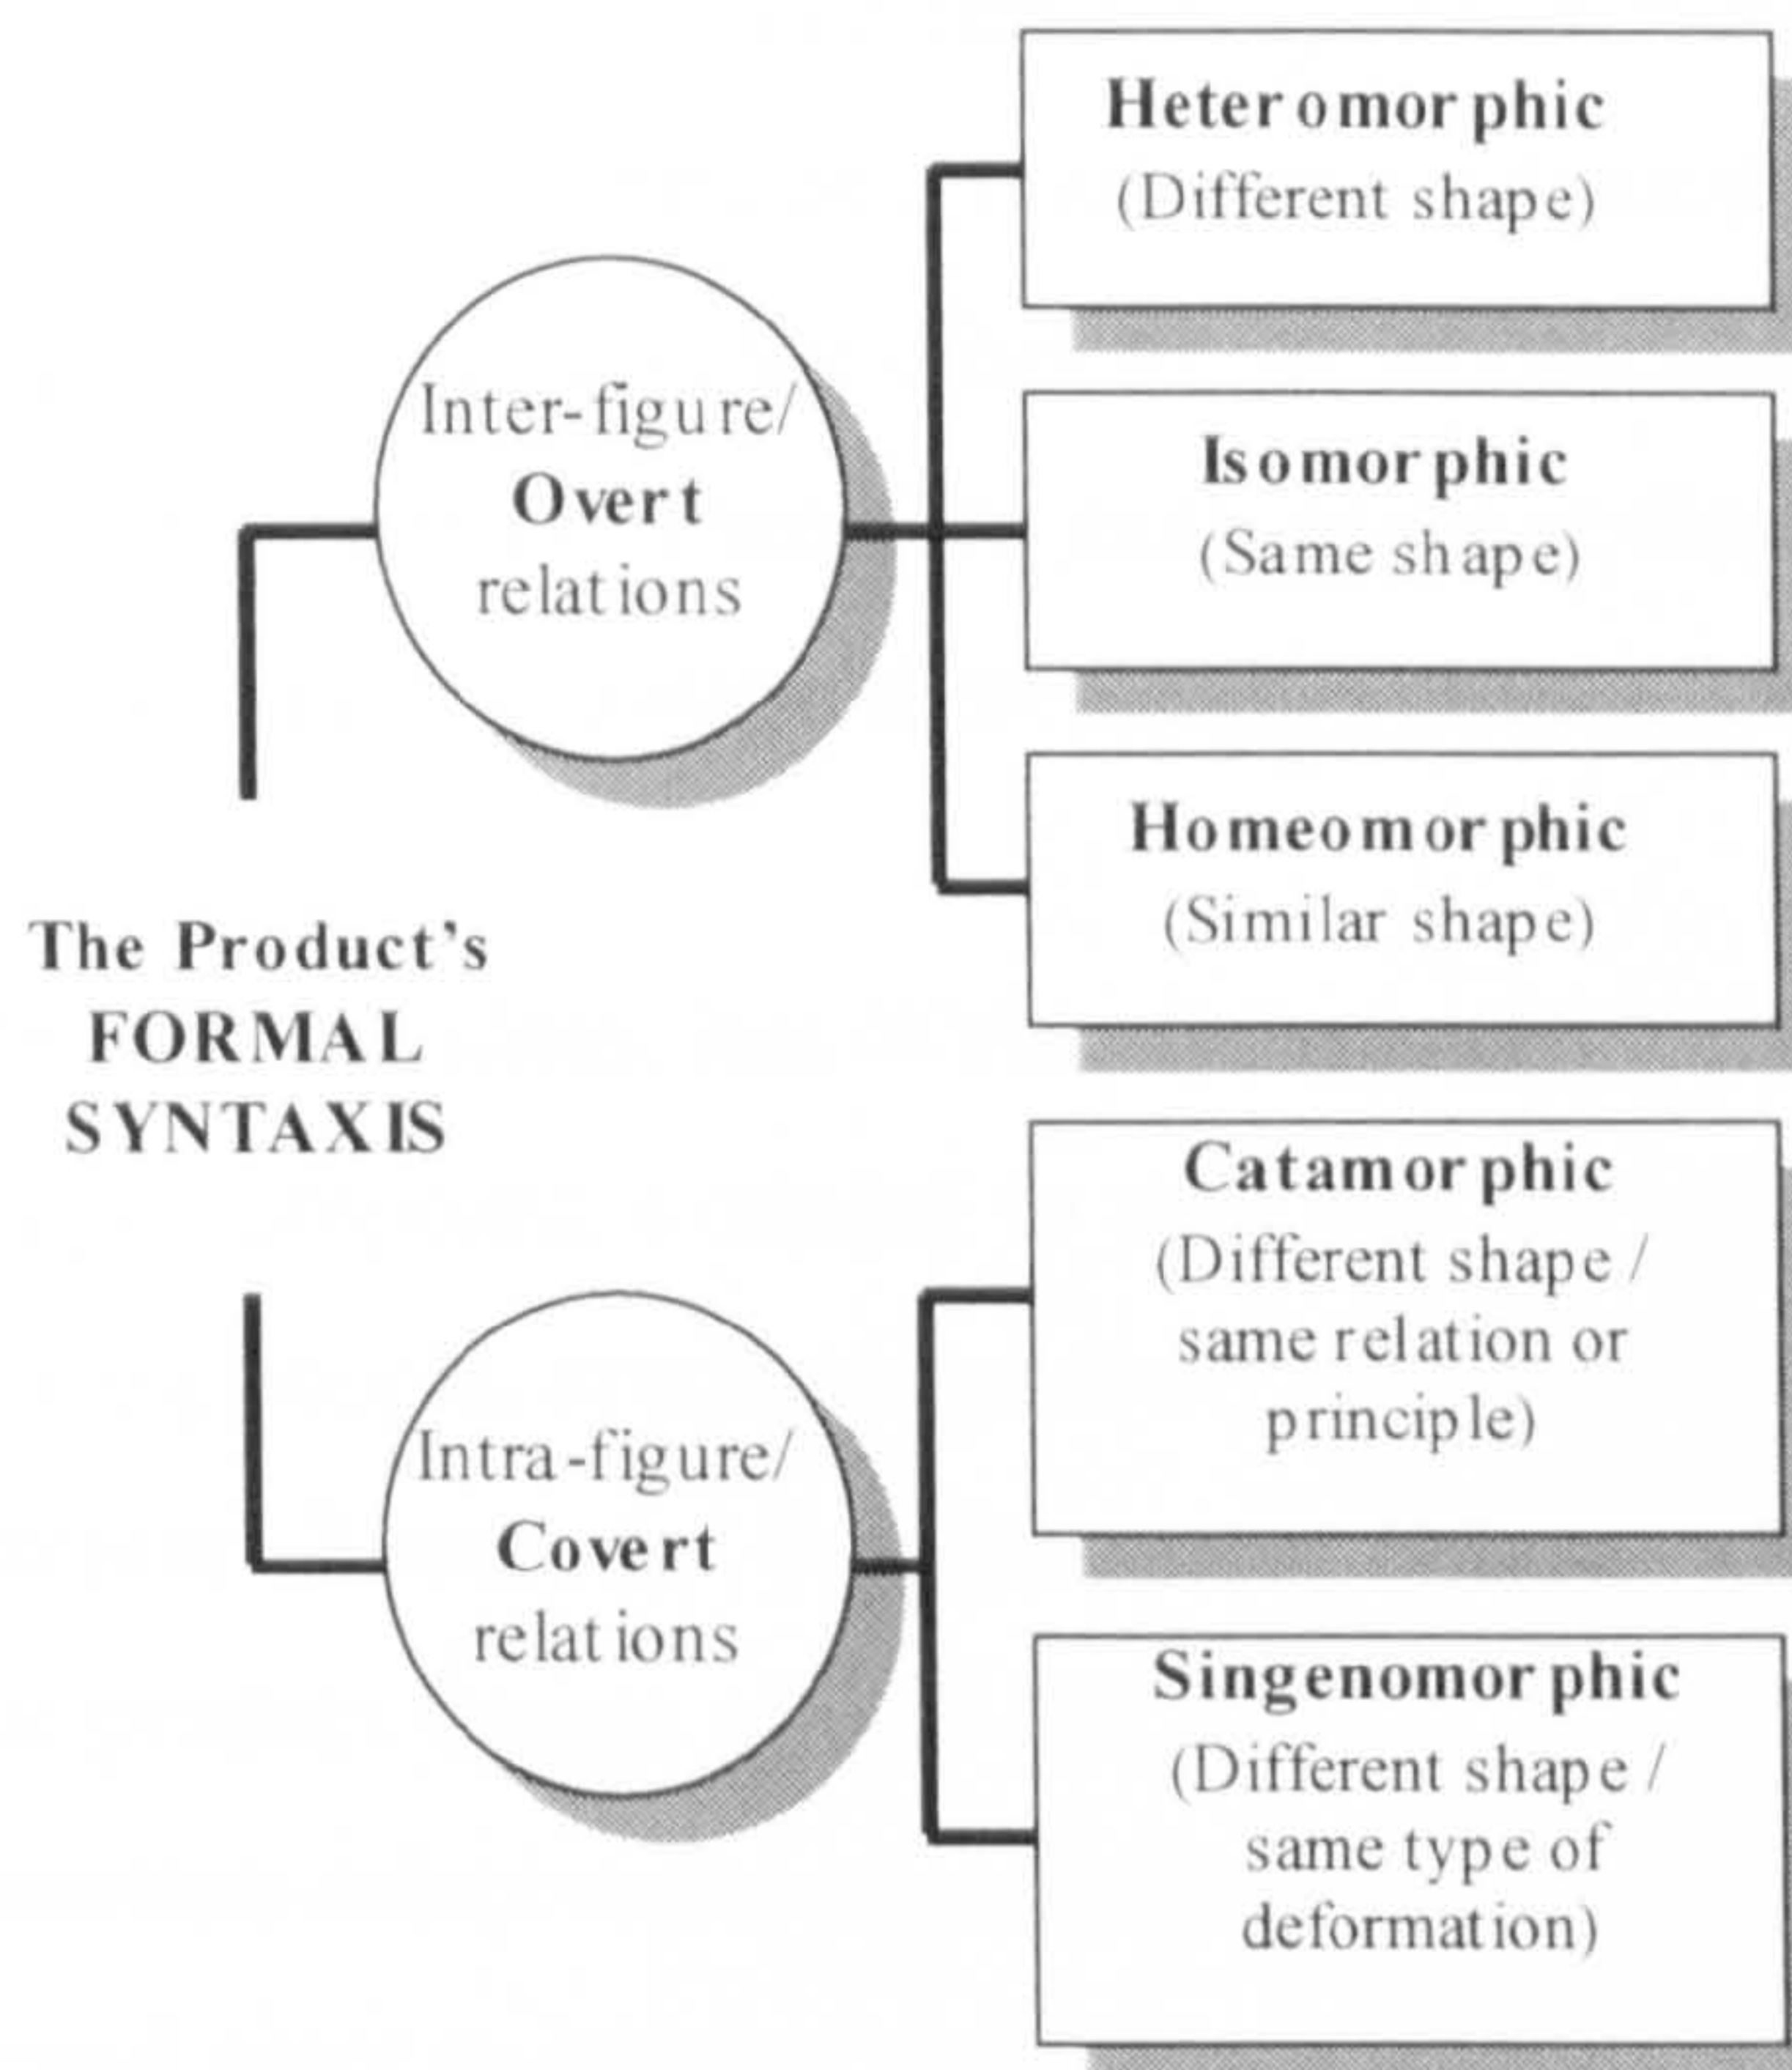 Heteromorphic
(Different shape)
Inter-figure/
Overt
relations
Isomorphic
(Same shape)
Homeomorphic
(Similar shape)
The Product's
FORMAL
SYNTAXIS
Catamorphic
(Different shape /
same relation or
principle)
Intra-figure/
Covert
relations
Singenomorphic
(Different shape /
same type of
deformation)